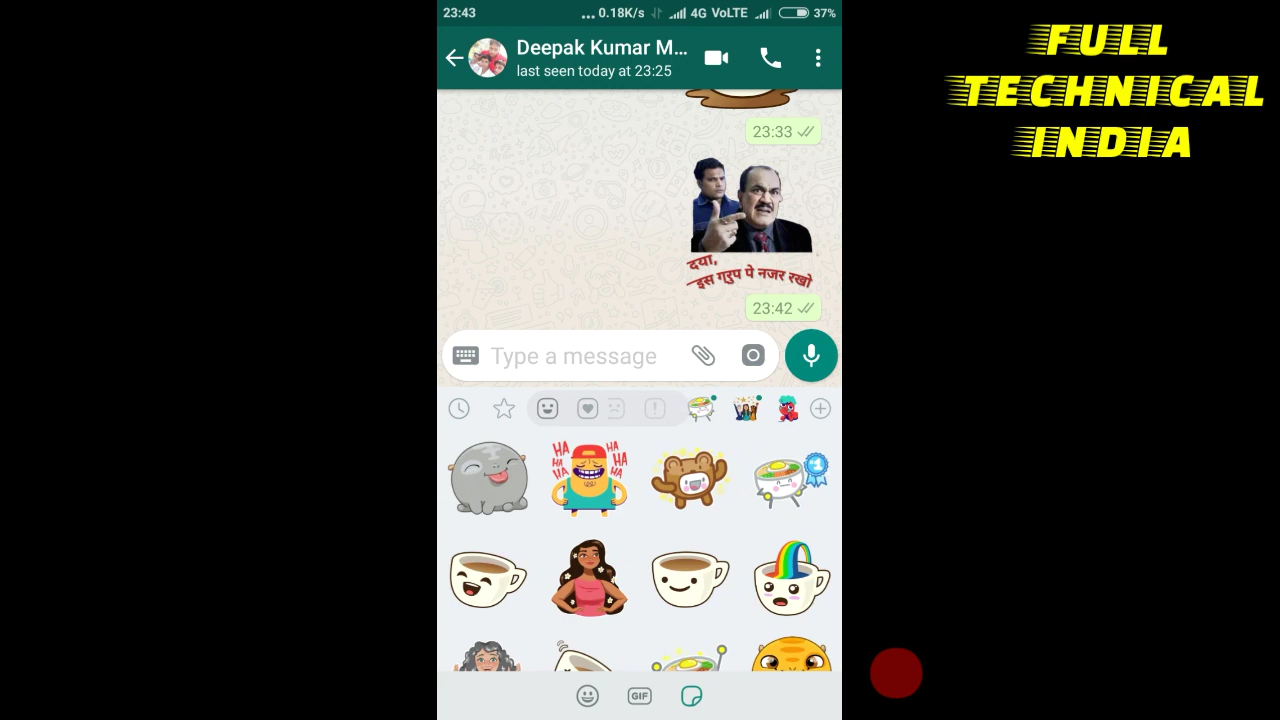 23:43
... 0.18K/s
4G VoLTE
37%
FULL
TECHNICAL
INDIA
Deepak Kumar M...
last seen today at 23:25
23:33
दया,
इस ग्रुप पे नजर रखो
23:42
Type a message
HA HA
HA HA
HA HA
#1
GIF